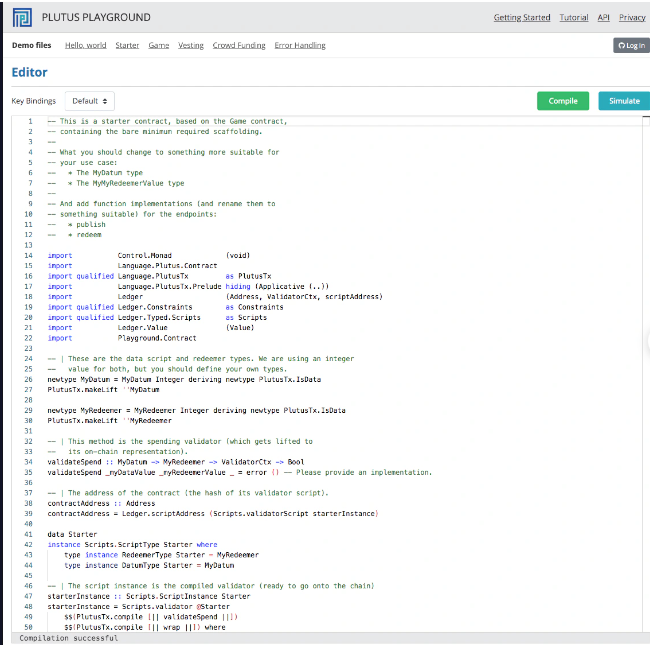 PLUTUS PLAYGROUND
Getting Started Tutorial API Privacy
Demo files Hello, world Starter Game Vesting Crowd Funding Error Handling
Log in
Editor
Key Bindings Default Compile Simulate
1 -- This is a starter contract, based on the Game contract,
2 -- containing the bare minimum required scaffolding.
3 --
4 -- What you should change to something more suitable for
5 -- your use case:
6 -- * The MyDatum type
7 -- * The MyMyRedeemerValue type
8 --
9 -- And add function implementations (and rename them to
10 -- something suitable) for the endpoints:
11 -- * publish
12 -- * redeem
13
14 import Control.Monad (void)
15 import Language.Plutus.Contract
16 import qualified Language.PlutusTx as PlutusTx
17 import Language.PlutusTx.Prelude hiding (Applicative (..))
18 import Ledger (Address, ValidatorCtx, scriptAddress)
19 import qualified Ledger.Constraints as Constraints
20 import qualified Ledger.Typed.Scripts as Scripts
21 import Ledger.Value (Value)
22 import Playground.Contract
23
24 -- | These are the data script and redeemer types. We are using an integer
25 -- value for both, but you should define your own types.
26 newtype MyDatum = MyDatum Integer deriving newtype PlutusTx.IsData
27 PlutusTx.makeLift ''MyDatum
28
29 newtype MyRedeemer = MyRedeemer Integer deriving newtype PlutusTx.IsData
30 PlutusTx.makeLift ''MyRedeemer
31
32 -- | This method is the spending validator (which gets lifted to
33 -- its on-chain representation).
34 validateSpend :: MyDatum -> MyRedeemer -> ValidatorCtx -> Bool
35 validateSpend _myDataValue _myRedeemerValue _ = error () -- Please provide an implementation.
36
37 -- | The address of the contract (the hash of its validator script).
38 contractAddress :: Address
39 contractAddress = Ledger.scriptAddress (Scripts.validatorScript starterInstance)
40
41 data Starter
42 instance Scripts.ScriptType Starter where
43 type instance RedeemerType Starter = MyRedeemer
44 type instance DatumType Starter = MyDatum
45
46 -- | The script instance is the compiled validator (ready to go onto the chain)
47 starterInstance :: Scripts.ScriptInstance Starter
48 starterInstance = Scripts.validator @Starter
49 $$(PlutusTx.compile [|| validateSpend ||])
50 $$(PlutusTx.compile [|| wrap ||]) where
Compilation successful